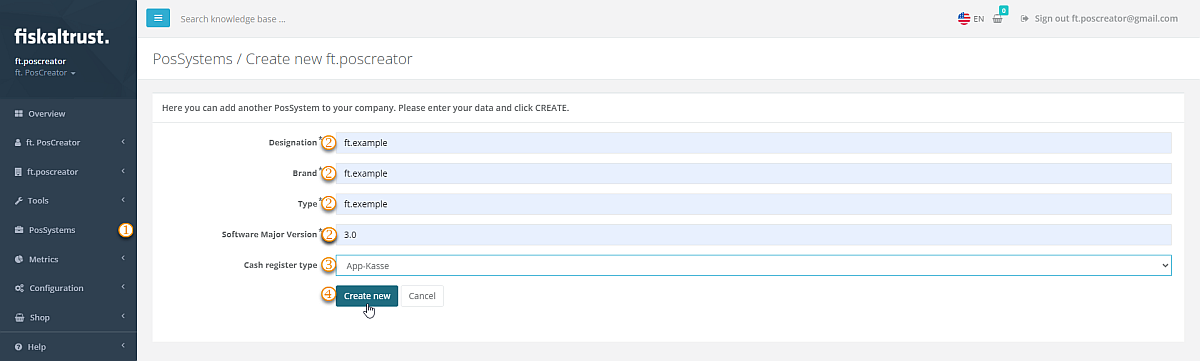 Search knowledge base ...
EN
0
Sign out ft.poscreator@gmail.com
fiskaltrust.
ft.poscreator
ft. PosCreator
Overview
ft. PosCreator
ft.poscreator
Tools
PosSystems
1
Metrics
Configuration
Shop
Help
PosSystems / Create new ft.poscreator
Here you can add another PosSystem to your company. Please enter your data and click CREATE.
Designation * 2 ft.example
Brand * 2 ft.example
Type * 2 ft.exemple
Software Major Version * 2 3.0
Cash register type 3 App-Kasse
4 Create new Cancel